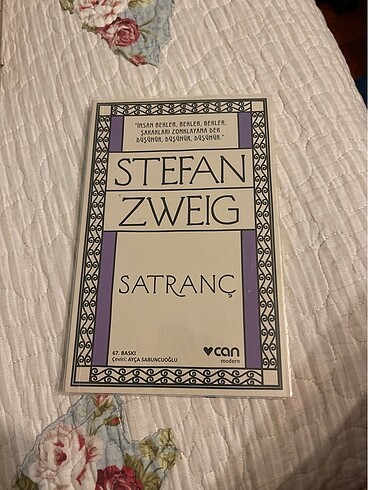 "İNSAN BEKLER, BEKLER, BEKLER,
ŞAKAKLARI ZONKLAYANA DEK
DÜŞÜNÜR, DÜŞÜNÜR, DÜŞÜNÜR."
STEFAN
ZWEIG
SATRANÇ
67. BASKI
Çeviri: AYÇA SABUNCUOĞLU
can
modern